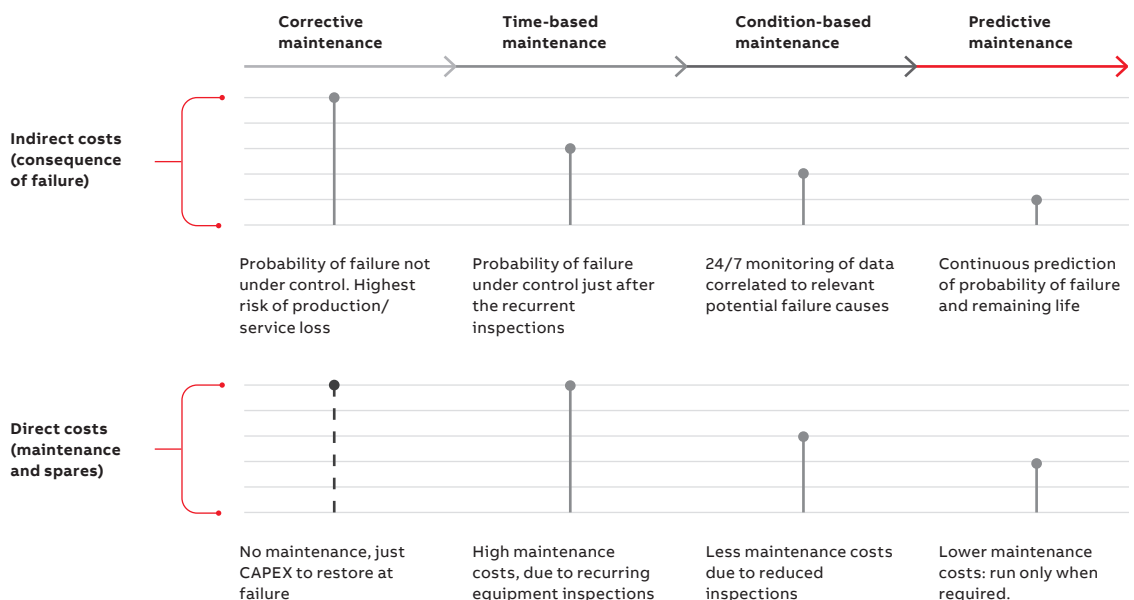 Corrective
maintenance
Time-based
maintenance
Condition-based
maintenance
Predictive
maintenance
Indirect costs
(consequence
of failure)
Probability of failure not
under control. Highest
risk of production/
service loss
Probability of failure
under control just after
the recurrent
inspections
24/7 monitoring of data
correlated to relevant
potential failure causes
Continuous prediction
of probability of failure
and remaining life
Direct costs
(maintenance
and spares)
No maintenance, just
CAPEX to restore at
failure
High maintenance
costs, due to recurring
equipment inspections
Less maintenance costs
due to reduced
inspections
Lower maintenance
costs: run only when
required.